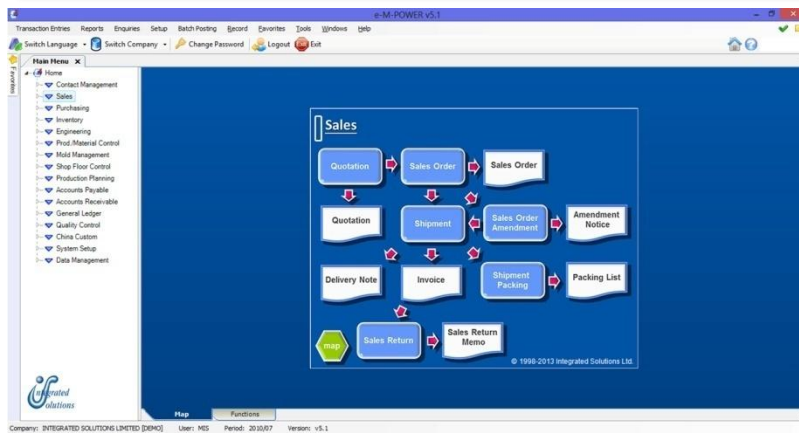 e-M-POWER v5.1
Transaction Entries Reports Enquiries Setup Batch Posting Record Favorites Tools Windows Help
Switch Language Switch Company Change Password Logout Exit
Favorites
Main Menu X
Home
Contact Management
Sales
Purchasing
Inventory
Engineering
Prod./Material Control
Mold Management
Shop Floor Control
Production Planning
Accounts Payable
Accounts Receivable
General Ledger
Quality Control
China Custom
System Setup
Data Management
Sales
Quotation
Sales Order
Sales Order
Quotation
Shipment
Sales Order
Amendment
Amendment
Notice
Delivery Note
Invoice
Shipment
Packing
Packing List
map
Sales Return
Sales Return
Memo
© 1998-2013 Integrated Solutions Ltd.
Integrated
Solutions
Map Functions
Company: INTEGRATED SOLUTIONS LIMITED [DEMO] User: MIS Period: 2010/07 Version: v5.1